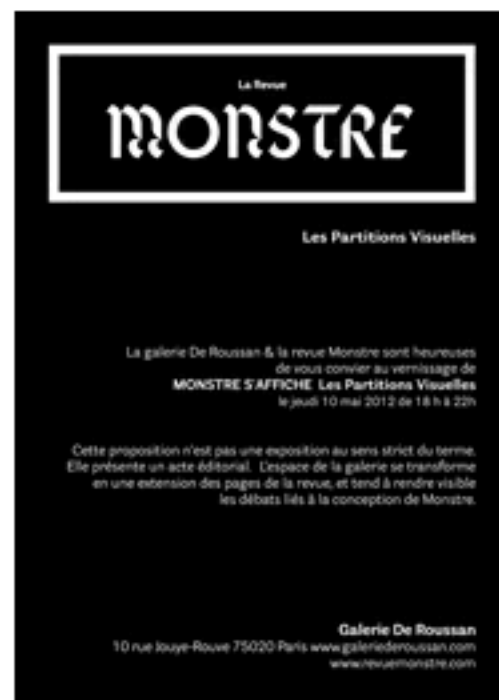 La Revue
MONSTRE
Les Partitions Visuelles
La galerie De Roussan & la revue Monstre sont heureuses
de vous convier au vernissage de
MONSTRE S'AFFICHE Les Partitions Visuelles
le jeudi 10 mai 2012 de 18 h à 22h
Cette proposition n'est pas une exposition au sens strict du terme.
Elle présente un acte éditorial. L'espace de la galerie se transforme
en une extension des pages de la revue, et tend à rendre visible
les débats liés à la conception de Monstre.
Galerie De Roussan
10 rue Jouye-Rouve 75020 Paris www.galeriederoussan.com
www.revuemonstre.com